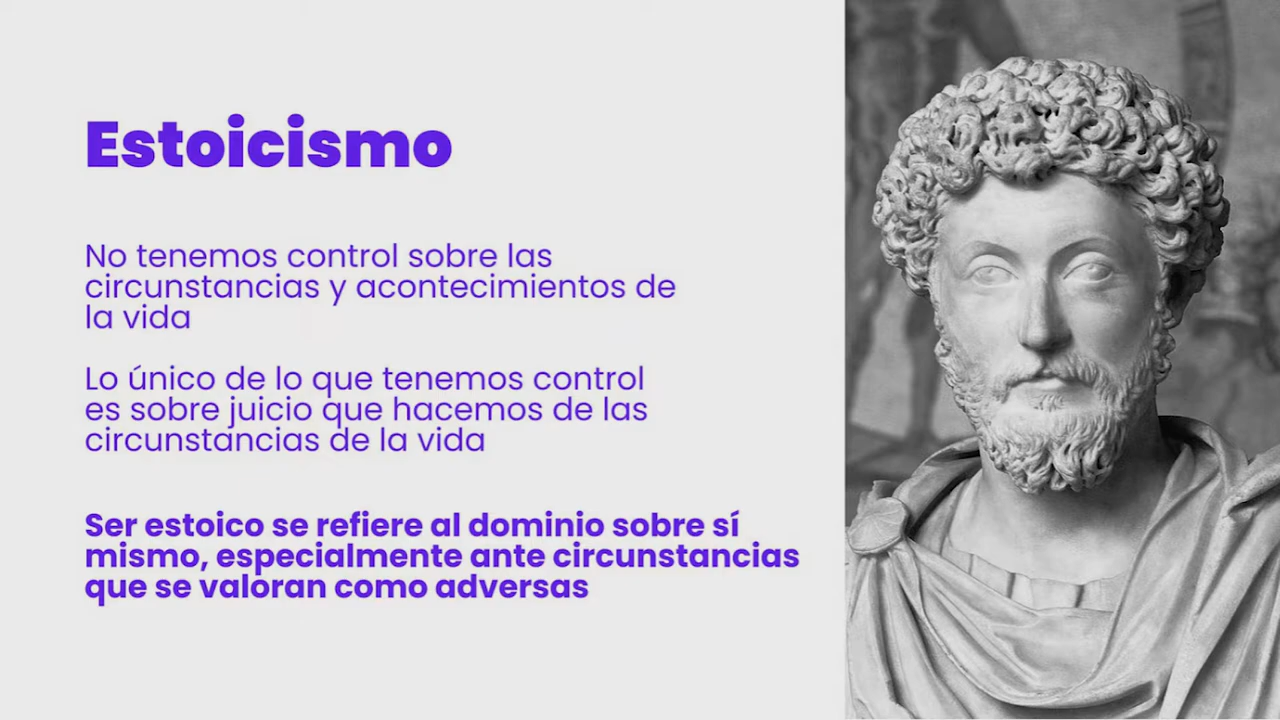 Estoicismo
No tenemos control sobre las
circunstancias y acontecimientos de
la vida
Lo único de lo que tenemos control
es sobre juicio que hacemos de las
circunstancias de la vida
Ser estoico se refiere al dominio sobre sí
mismo, especialmente ante circunstancias
que se valoran como adversas